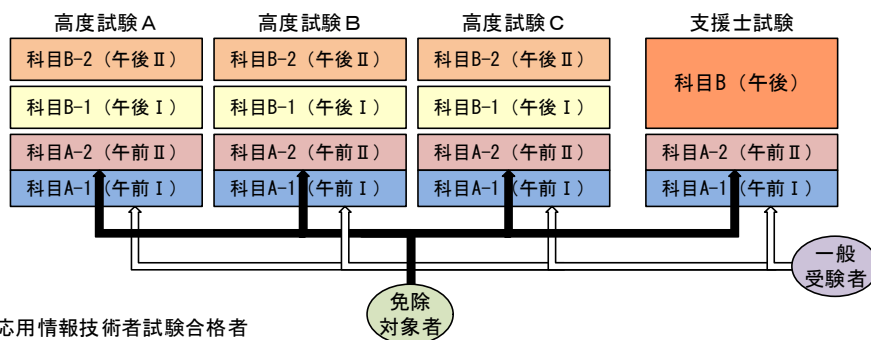 高度試験A 高度試験B 高度試験C 支援士試験
科目B-2（午後Ⅱ） 科目B-2（午後Ⅱ） 科目B-2（午後Ⅱ）
科目B（午後）
科目B-1（午後Ⅰ） 科目B-1（午後Ⅰ） 科目B-1（午後Ⅰ）
科目A-2（午前Ⅱ） 科目A-2（午前Ⅱ） 科目A-2（午前Ⅱ） 科目A-2（午前Ⅱ）
科目A-1（午前Ⅰ） 科目A-1（午前Ⅰ） 科目A-1（午前Ⅰ） 科目A-1（午前Ⅰ）
一般
受験者
免除
対象者
応用情報技術者試験合格者